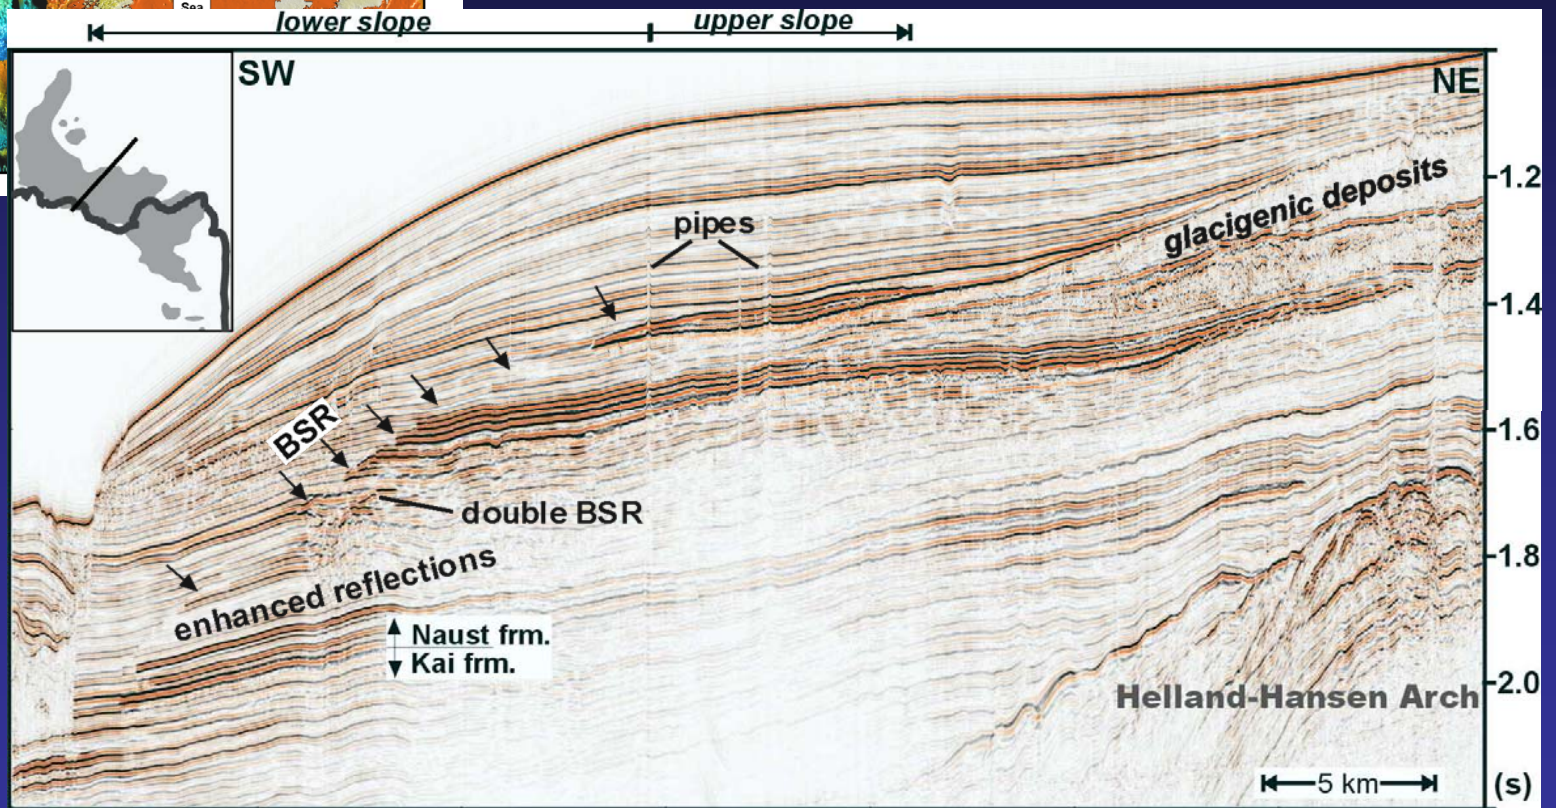 Sea
lower slope
upper slope
SW
NE
1.2
pipes
glacigenic deposits
1.4
BSR
1.6
double BSR
1.8
enhanced reflections
Naust frm.
Kai frm.
2.0
Helland-Hansen Arch
5 km
(s)